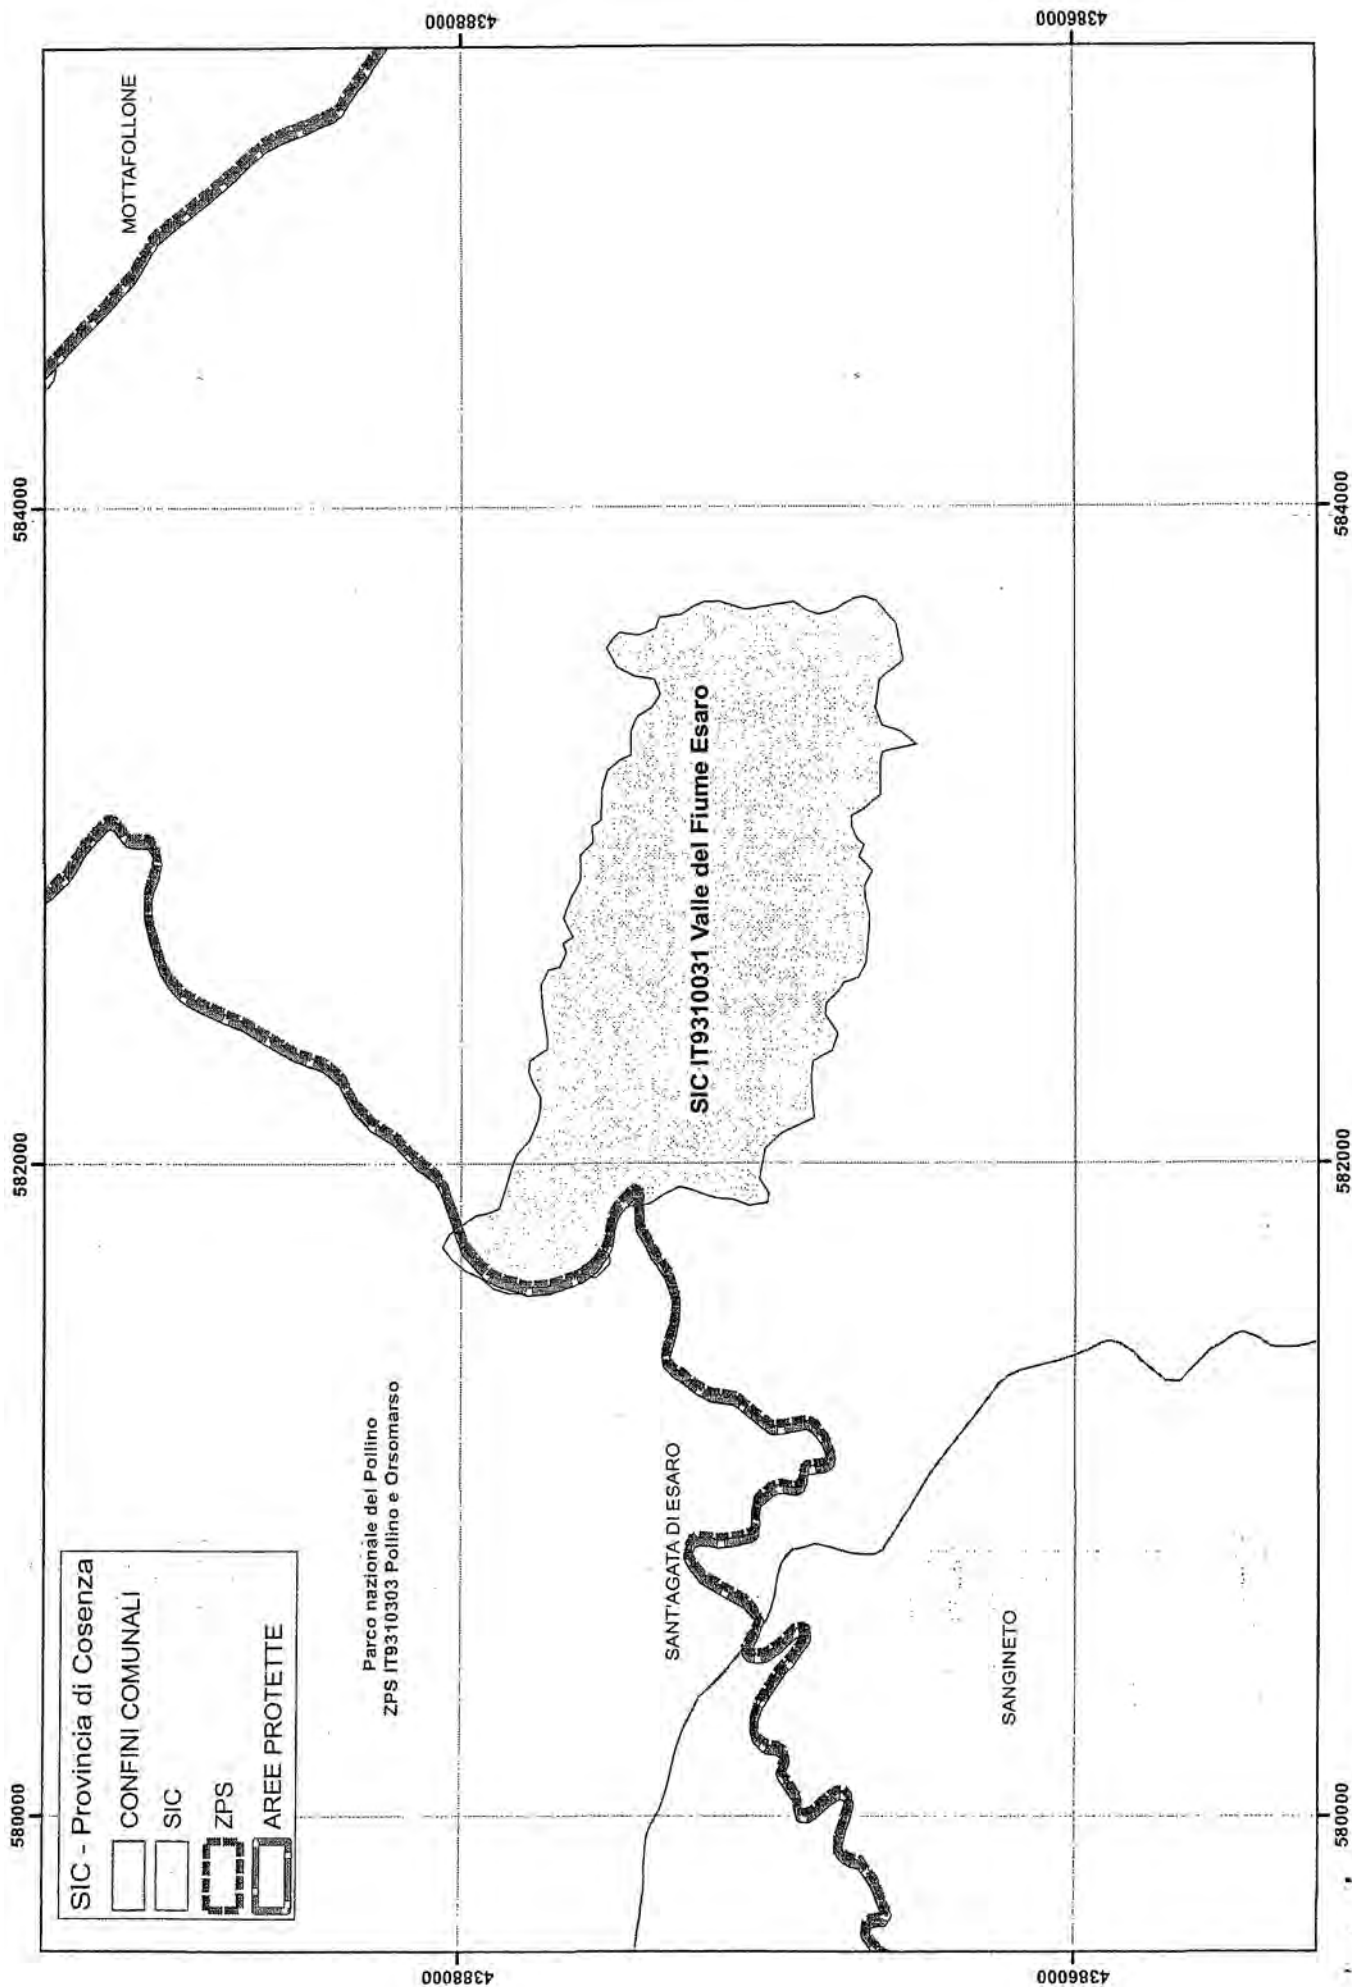 SIC - Provincia di Cosenza
CONFINI COMUNALI
SIC
ZPS
AREE PROTETTE
580000
582000
584000
4388000
4386000
MOTTAFOLLONE
Parco nazionale del Pollino
ZPS IT9310303 Pollino e Orsomarso
SIC IT9310031 Valle del Fiume Esaro
SANT'AGATA DI ESARO
SANGINETO
4388000
4386000
580000
582000
584000